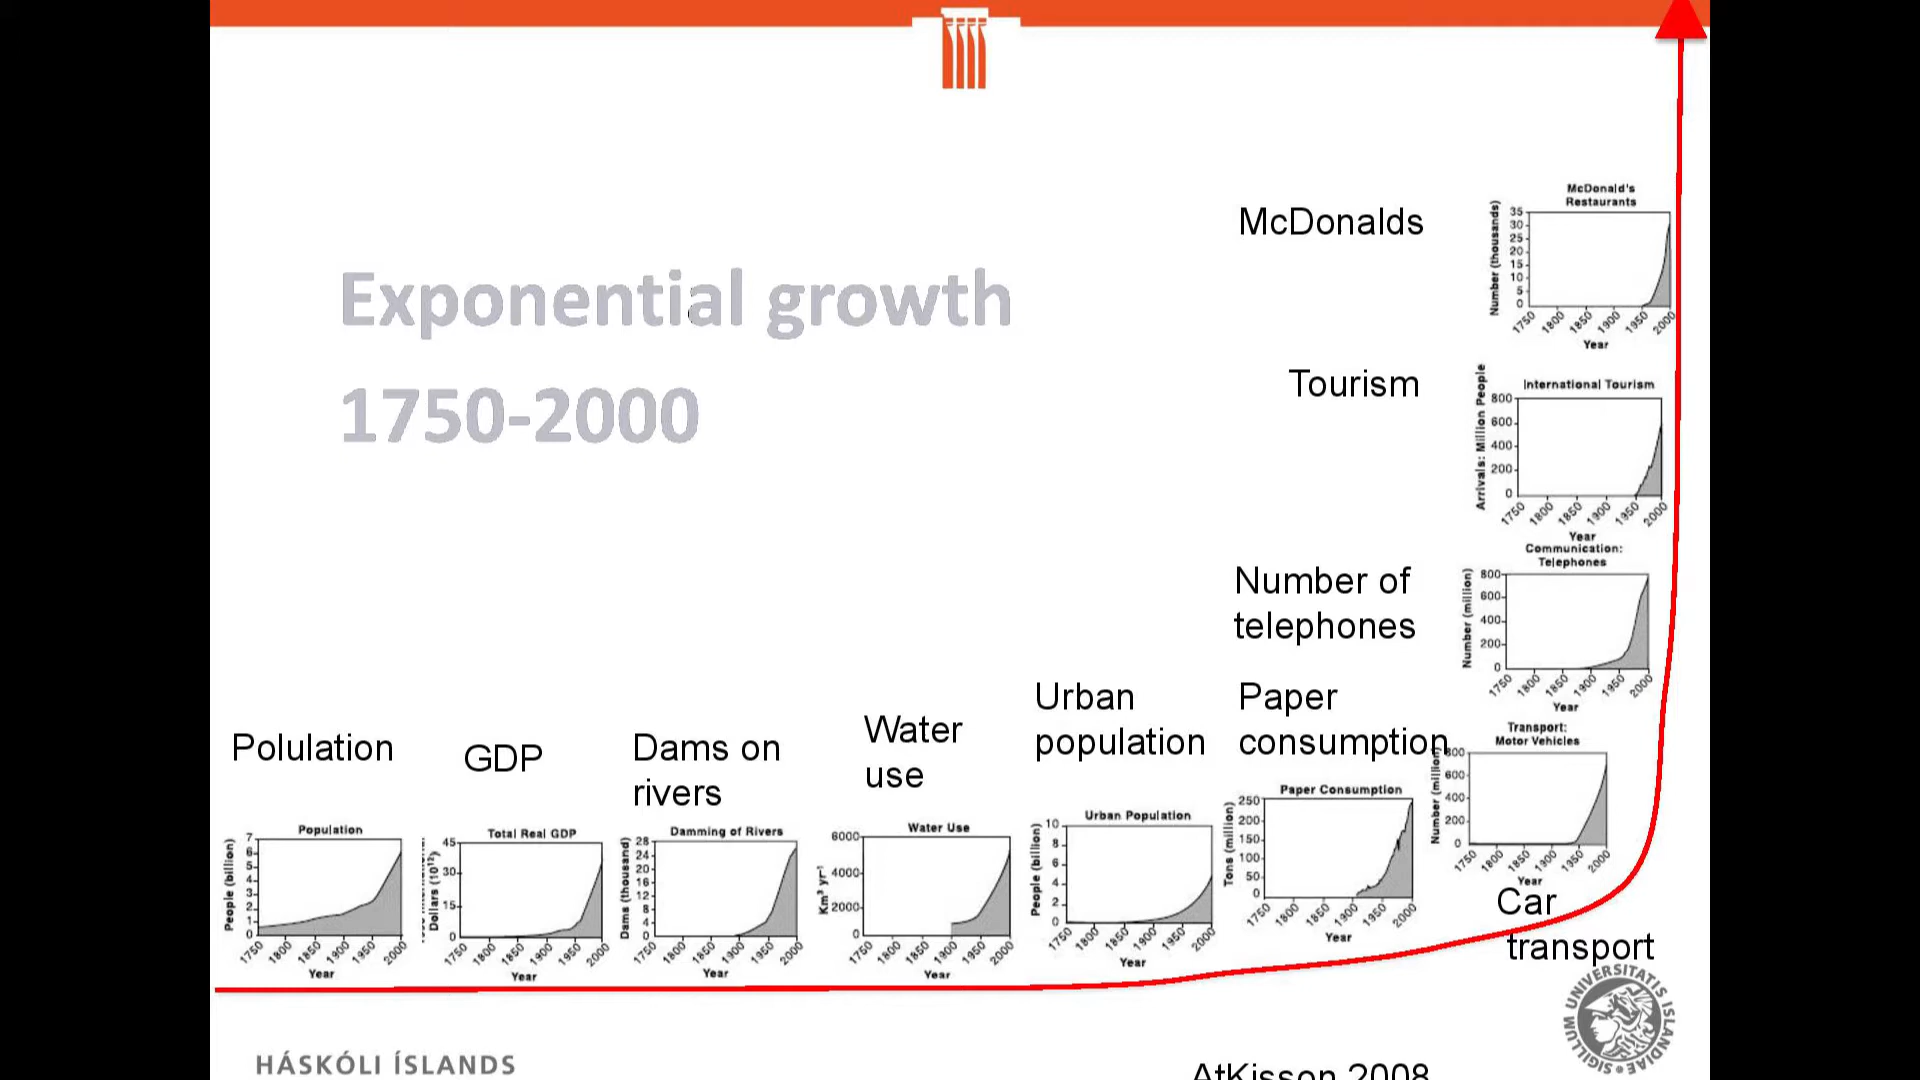 Exponential growth
1750-2000
McDonalds
McDonald's
Restaurants
Number (thousands)
35
30
25
20
15
10
5
0
1750 1800 1850 1900 1950 2000
Year
Tourism
International Tourism
Arrivals: Million People
800
600
400
200
0
1750 1800 1850 1900 1950 2000
Year
Number of
telephones
Communication:
Telephones
Number (million)
800
600
400
200
0
1750 1800 1850 1900 1950 2000
Year
Polulation
Population
People (billion)
7
6
5
4
3
2
1
0
1750 1800 1850 1900 1950 2000
Year
GDP
Total Real GDP
Dollars (10¹²)
45
30
15
0
1750 1800 1850 1900 1950 2000
Year
Dams on
rivers
Damming of Rivers
Dams (thousand)
28
24
20
16
12
8
4
0
1750 1800 1850 1900 1950 2000
Year
Water
use
Water Use
Km³ yr⁻¹
6000
4000
2000
0
1750 1800 1850 1900 1950 2000
Year
Urban
population
Urban Population
People (billion)
10
8
6
4
2
0
1750 1800 1850 1900 1950 2000
Year
Paper
consumption
Paper Consumption
Tons (million)
250
200
150
100
50
0
1750 1800 1850 1900 1950 2000
Year
Transport:
Motor Vehicles
Number (million)
800
600
400
200
0
1750 1800 1850 1900 1950 2000
Year
Car
transport
SIGILLUM UNIVERSITATIS ISLANDIAE
HÁSKÓLI ÍSLANDS
AtKisson 2008